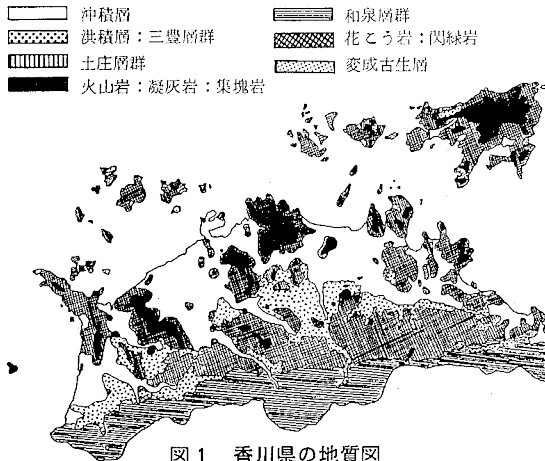 沖積層
洪積層：三豊層群
土庄層群
火山岩：凝灰岩：集塊岩
和泉層群
花こう岩：閃緑岩
変成古生層
図1 香川県の地質図